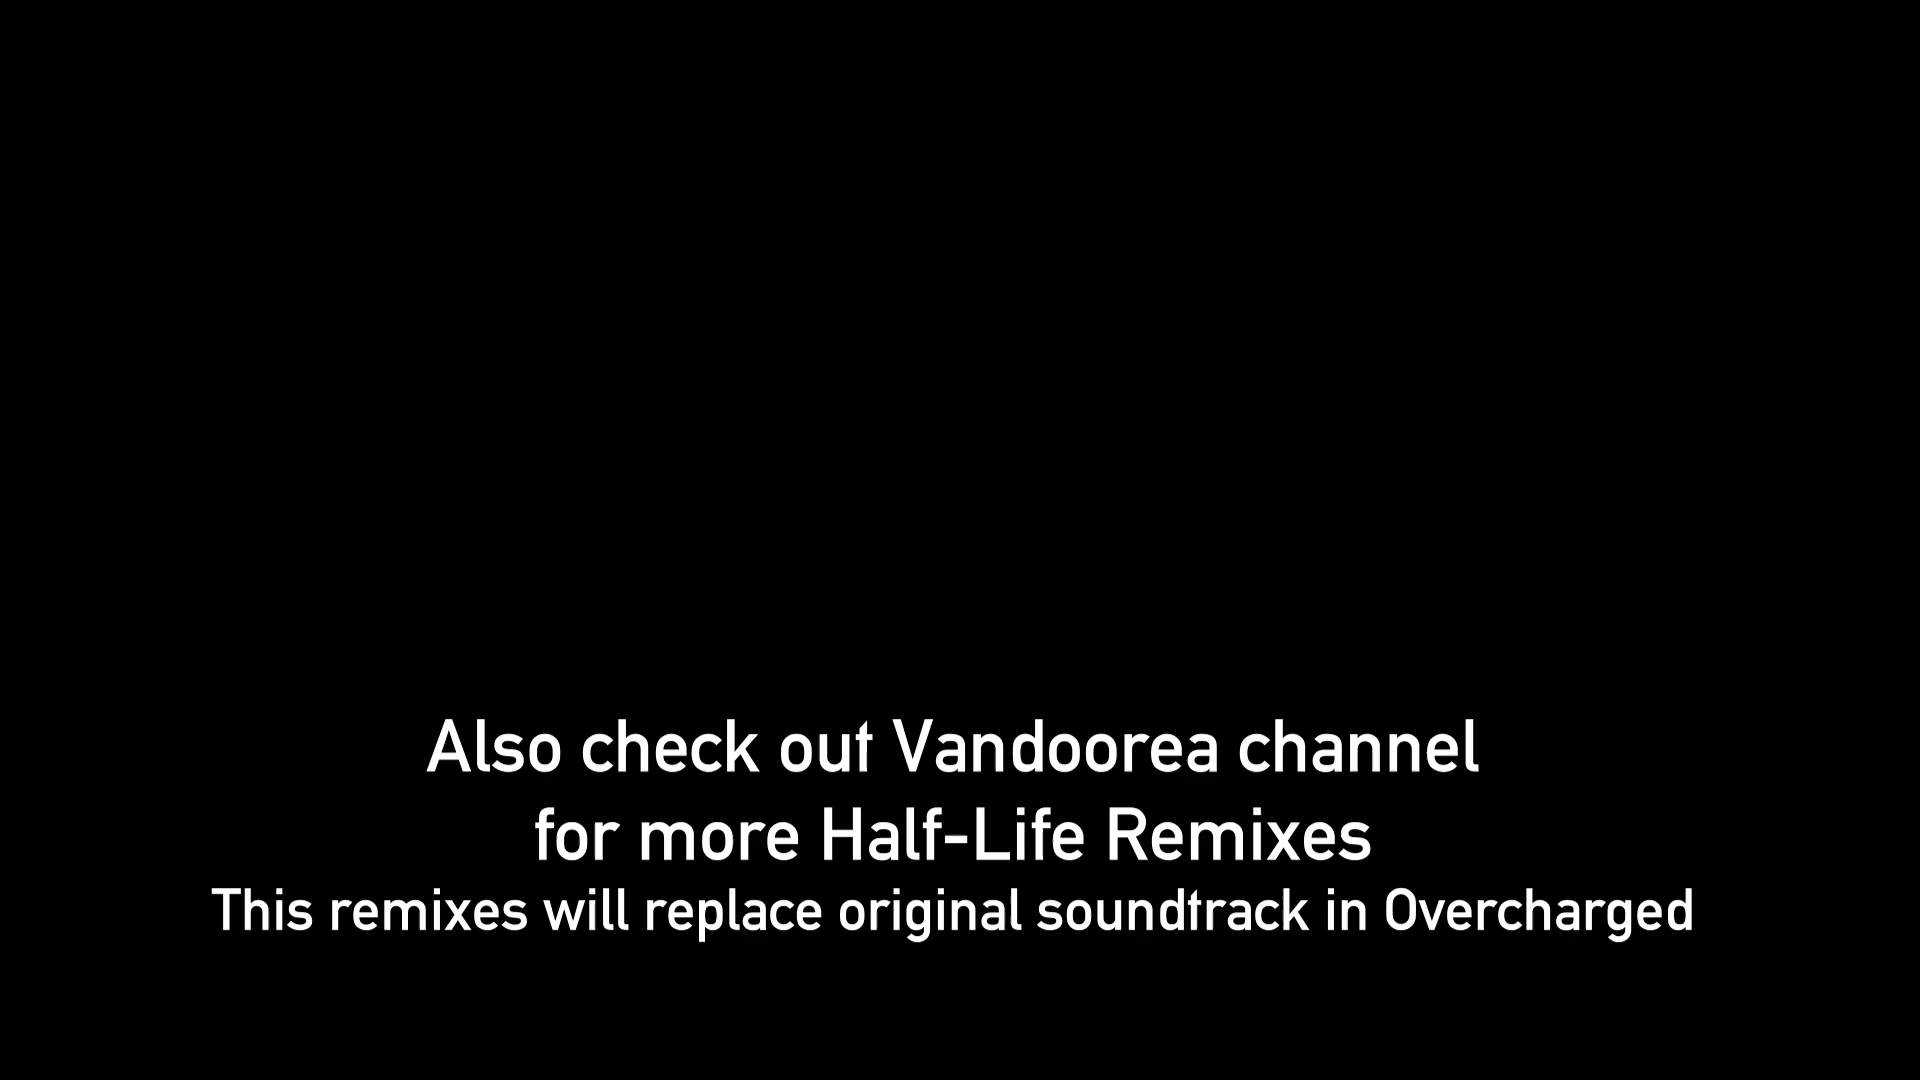 Also check out Vandoorea channel
for more Half-Life Remixes
This remixes will replace original soundtrack in Overcharged